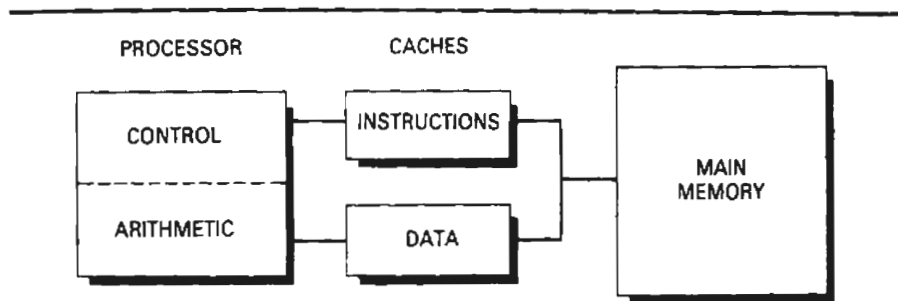 PROCESSOR
CACHES
CONTROL
ARITHMETIC
INSTRUCTIONS
DATA
MAIN
MEMORY